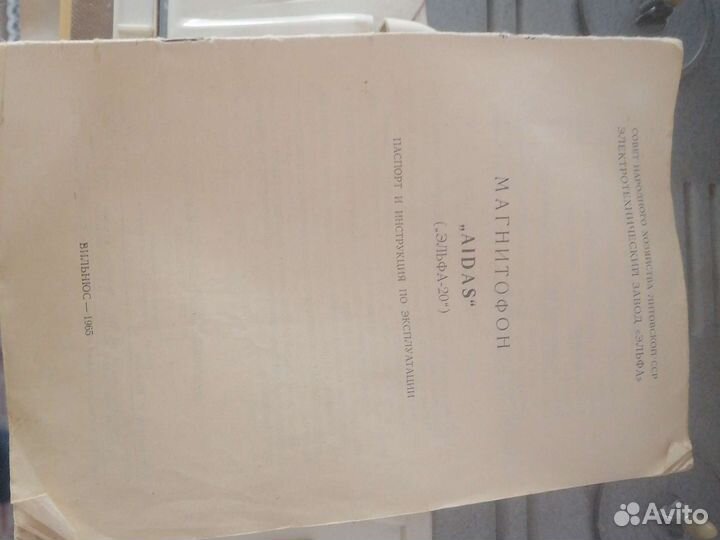 СОВЕТ НАРОДНОГО ХОЗЯЙСТВА ЛИТОВСКОЙ ССР
ЭЛЕКТРОТЕХНИЧЕСКИЙ ЗАВОД «ЭЛЬФА»
МАГНИТОФОН
„AIDAS“
(„ЭЛЬФА-20“)
ПАСПОРТ И ИНСТРУКЦИЯ ПО ЭКСПЛУАТАЦИИ
ВИЛЬНЮС — 1965
Avito